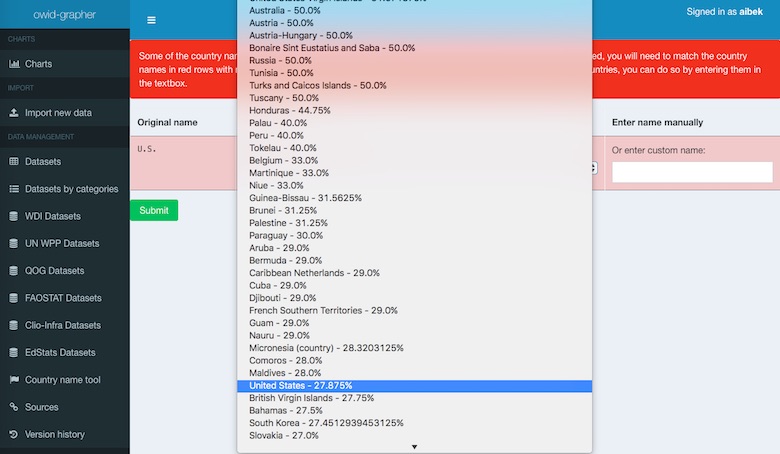 owid-grapher
Signed in as aibek
CHARTS
Charts
IMPORT
Import new data
DATA MANAGEMENT
Datasets
Datasets by categories
WDI Datasets
UN WPP Datasets
QOG Datasets
FAOSTAT Datasets
Clio-Infra Datasets
EdStats Datasets
Country name tool
Sources
Version history
Some of the country name
ed, you will need to match the country
names in red rows with
untries, you can do so by entering them in
the textbox.
Original name
Enter name manually
U.S.
Or enter custom name:
Submit
Australia - 50.0%
Austria - 50.0%
Austria-Hungary - 50.0%
Bonaire Sint Eustatius and Saba - 50.0%
Russia - 50.0%
Tunisia - 50.0%
Turks and Caicos Islands - 50.0%
Tuscany - 50.0%
Honduras - 44.75%
Palau - 40.0%
Peru - 40.0%
Tokelau - 40.0%
Belgium - 33.0%
Martinique - 33.0%
Niue - 33.0%
Guinea-Bissau - 31.5625%
Brunei - 31.25%
Palestine - 31.25%
Paraguay - 30.0%
Aruba - 29.0%
Bermuda - 29.0%
Caribbean Netherlands - 29.0%
Cuba - 29.0%
Djibouti - 29.0%
French Southern Territories - 29.0%
Guam - 29.0%
Nauru - 29.0%
Micronesia (country) - 28.3203125%
Comoros - 28.0%
Maldives - 28.0%
United States - 27.875%
British Virgin Islands - 27.75%
Bahamas - 27.5%
South Korea - 27.4512939453125%
Slovakia - 27.0%